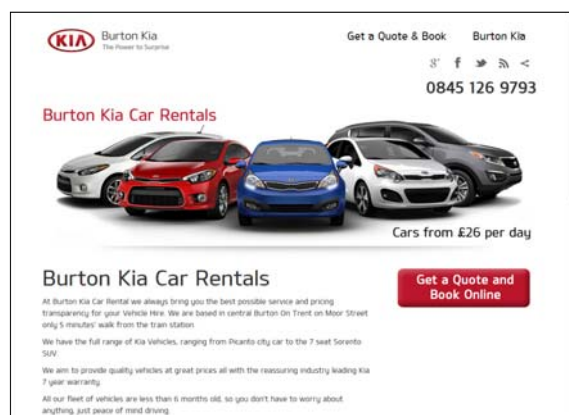 KIA Burton Kia
The Power to Surprise
Get a Quote & Book Burton Kia
0845 126 9793
Burton Kia Car Rentals
Cars from £26 per day
Burton Kia Car Rentals
Get a Quote and
Book Online
At Burton Kia Car Rental we always bring you the best possible service and pricing
transparency for your Vehicle Hire. We are based in central Burton On Trent on Moor Street
only 5 minutes' walk from the train station
We have the full range of Kia Vehicles, ranging from Picanto city car to the 7 seat Sorento
SUV.
We aim to provide quality vehicles at great prices all with the reassuring industry leading Kia
7 year warranty
All our fleet of vehicles are less than 6 months old, so you don't have to worry about
anything, just peace of mind driving